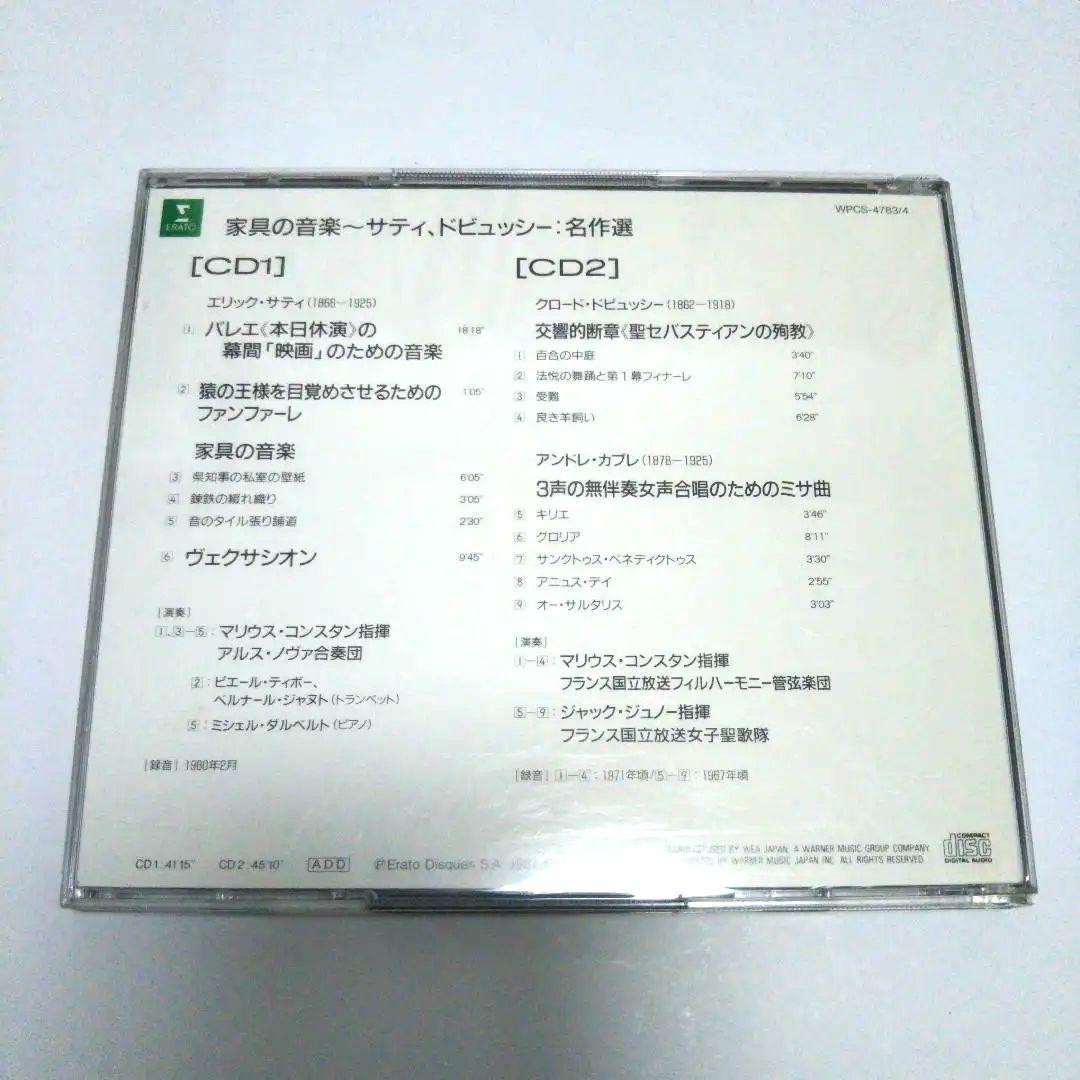 ERATO
家具の音楽〜サティ、ドビュッシー:名作選
WPCS-4783/4
[CD1]
エリック・サティ(1866−1925)
1 バレエ《本日休演》の 18'18"
幕間「映画」のための音楽
2 猿の王様を目覚めさせるための 1'05"
ファンファーレ
家具の音楽
3 県知事の私室の壁紙 6'05"
4 錬鉄の綴れ織り 3'05"
5 音のタイル張り舗道 2'30"
6 ヴェクサシオン 9'45"
[演奏]
1、3−5:マリウス・コンスタン指揮
アルス・ノヴァ合奏団
2:ピエール・ティボー、
ベルナール・ジャヌト(トランペット)
5:ミシェル・ダルベルト(ピアノ)
[録音] 1980年2月
[CD2]
クロード・ドビュッシー(1862−1918)
交響的断章《聖セバスティアンの殉教》
1 百合の中庭 3'40"
2 法悦の舞踊と第1幕フィナーレ 7'10"
3 受難 5'54"
4 良き羊飼い 6'28"
アンドレ・カプレ(1878−1925)
3声の無伴奏女声合唱のためのミサ曲
5 キリエ 3'46"
6 グロリア 8'11"
7 サンクトゥス・ベネディクトゥス 3'30"
8 アニュス・デイ 2'55"
9 オー・サルタリス 3'03"
[演奏]
1−4:マリウス・コンスタン指揮
フランス国立放送フィルハーモニー管弦楽団
5−9:ジャック・ジュノー指揮
フランス国立放送女子聖歌隊
[録音] 1−4:1971年頃/5−9:1967年頃
CD1.41'15" CD2.45'10" ADD ℗Erato Disques S.A.
BY WEA JAPAN, A WARNER MUSIC GROUP COMPANY.
BY WARNER MUSIC JAPAN INC. ALL RIGHTS RESERVED.
COMPACT
disc
DIGITAL AUDIO